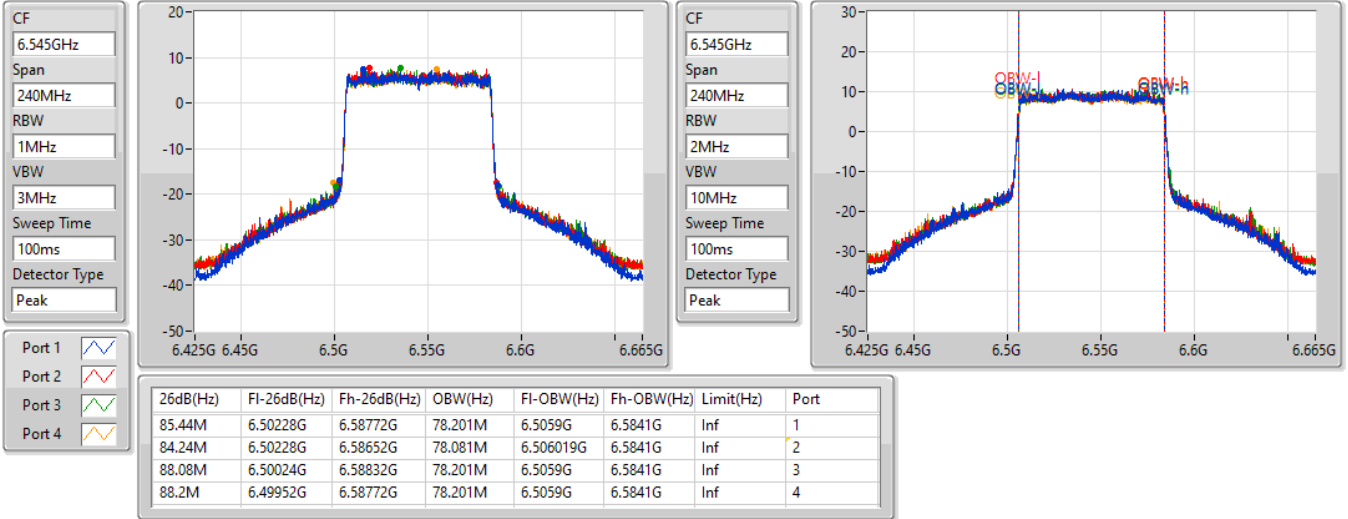 CF
6.545GHz
Span
240MHz
RBW
1MHz
VBW
3MHz
Sweep Time
100ms
Detector Type
Peak
20
10
0
-10
-20
-30
-40
-50
6.425G 6.45G 6.5G 6.55G 6.6G 6.665G
CF
6.545GHz
Span
240MHz
RBW
2MHz
VBW
10MHz
Sweep Time
100ms
Detector Type
Peak
30
20
10
0
-10
-20
-30
-40
-50
OBW-l
OBW-h
6.425G 6.45G 6.5G 6.55G 6.6G 6.665G
Port 1
Port 2
Port 3
Port 4
26dB(Hz) Fl-26dB(Hz) Fh-26dB(Hz) OBW(Hz) Fl-OBW(Hz) Fh-OBW(Hz) Limit(Hz) Port
85.44M 6.50228G 6.58772G 78.201M 6.5059G 6.5841G Inf 1
84.24M 6.50228G 6.58652G 78.081M 6.506019G 6.5841G Inf 2
88.08M 6.50024G 6.58832G 78.201M 6.5059G 6.5841G Inf 3
88.2M 6.49952G 6.58772G 78.201M 6.5059G 6.5841G Inf 4